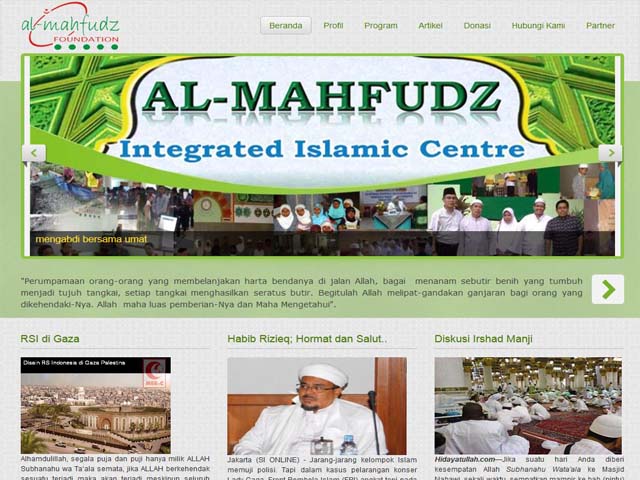 al-mahfudz
FOUNDATION
Beranda Profil Program Artikel Donasi Hubungi Kami Partner
AL-MAHFUDZ
Integrated Islamic Centre
mengabdi bersama umat
"Perumpamaan orang-orang yang membelanjakan harta bendanya di jalan Allah, bagai menanam sebutir benih yang tumbuh
menjadi tujuh tangkai, setiap tangkai menghasilkan seratus butir. Begitulah Allah melipat-gandakan ganjaran bagi orang yang
dikehendaki-Nya. Allah maha luas pemberian-Nya dan Maha Mengetahui".
RSI di Gaza
Disain RS Indonesia di Gaza Palestina
MER-C
Alhamdulillah, segala puja dan puji hanya milik ALLAH
Subhanahu wa Ta'ala semata, jika ALLAH berkehendak
sesuatu terjadi maka akan terjadi meskipun seluruh
Habib Rizieq; Hormat dan Salut..
Jakarta (SI ONLINE) - Jarang-jarang kelompok Islam
memuji polisi. Tapi dalam kasus pelarangan konser
Lady Gaga, Front Pembela Islam (FPI) angkat topi pada
Diskusi Irshad Manji
Hidayatullah.com—Jika suatu hari Anda diberi
kesempatan Allah Subhanahu Wata'ala ke Masjid
Nabawi, sekali waktu, sempatkan mampir ke bab (pintu)